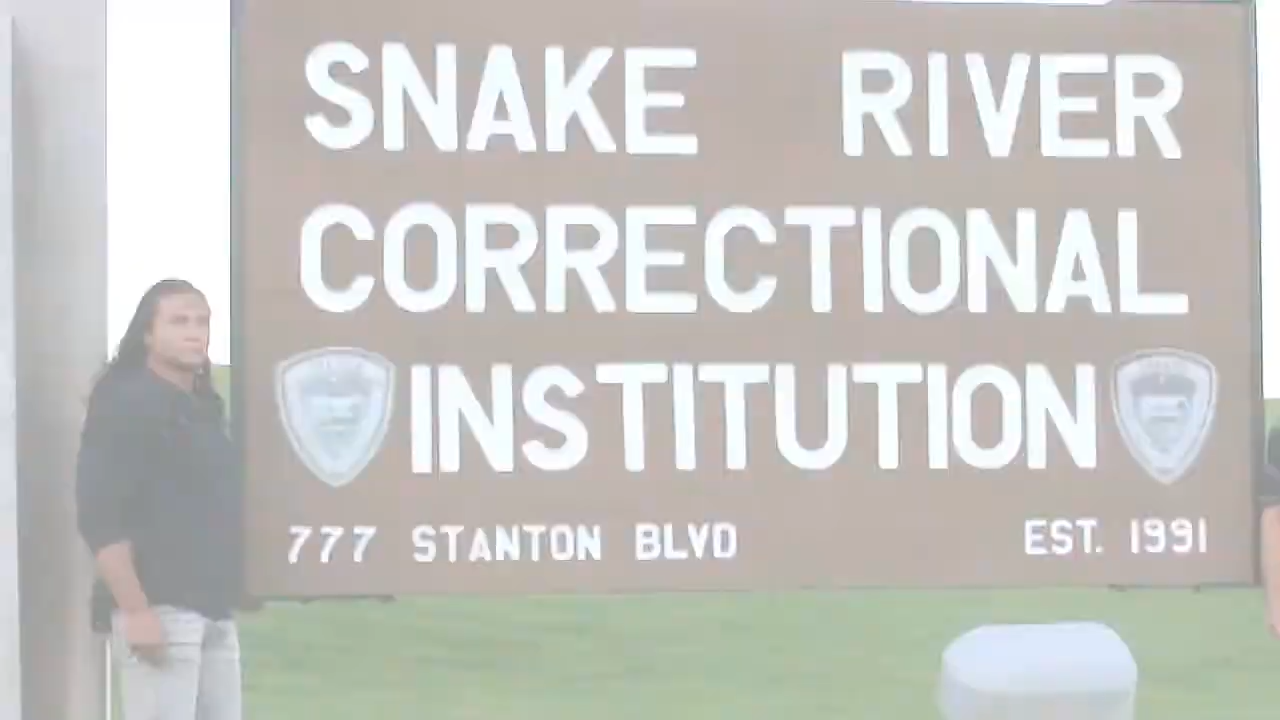 SNAKE RIVER
CORRECTIONAL
INSTITUTION
777 STANTON BLVD
EST. 1991